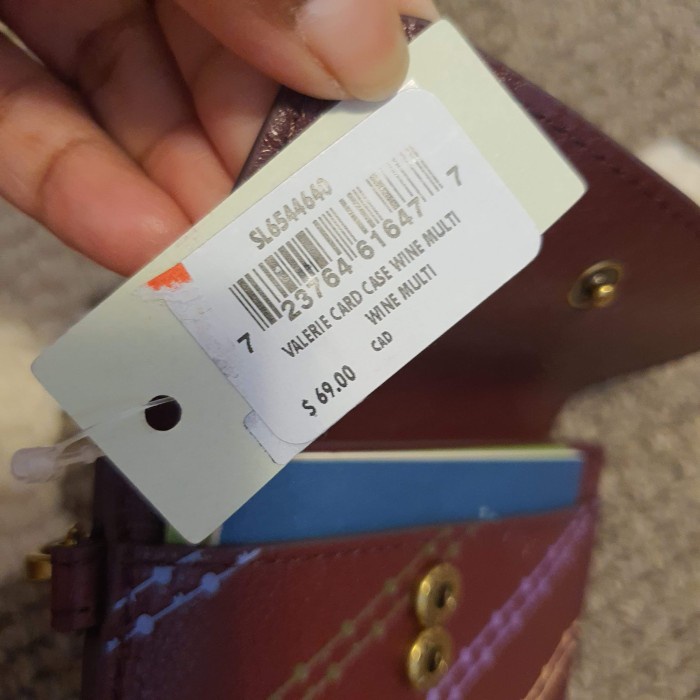 SL6544640
7 23764 61647 7
VALERIE CARD CASE WINE MULTI
WINE MULTI
CAD
$ 69.00